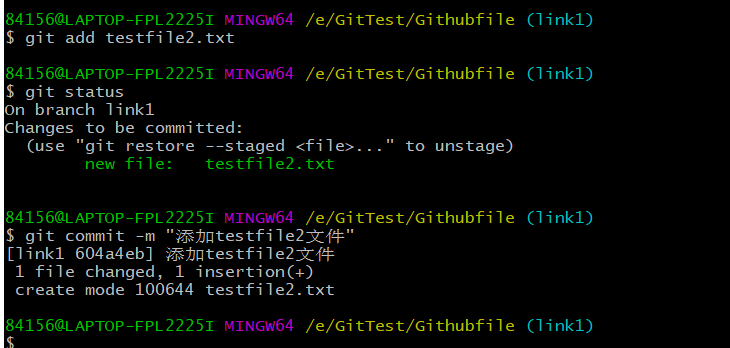 84156@LAPTOP-FPL2225I MINGW64 /e/GitTest/Githubfile (link1)
$ git add testfile2.txt
84156@LAPTOP-FPL2225I MINGW64 /e/GitTest/Githubfile (link1)
$ git status
On branch link1
Changes to be committed:
  (use "git restore --staged <file>..." to unstage)
        new file:   testfile2.txt
84156@LAPTOP-FPL2225I MINGW64 /e/GitTest/Githubfile (link1)
$ git commit -m "添加testfile2文件"
[link1 604a4eb] 添加testfile2文件
 1 file changed, 1 insertion(+)
 create mode 100644 testfile2.txt
84156@LAPTOP-FPL2225I MINGW64 /e/GitTest/Githubfile (link1)
$